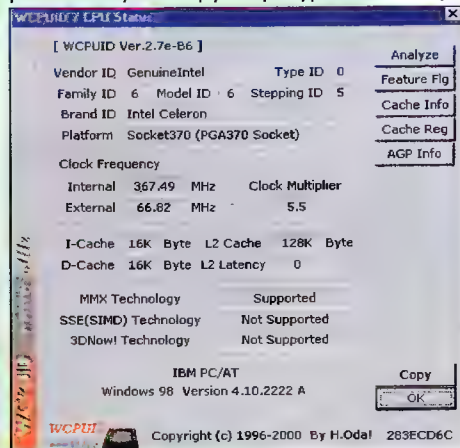 WCPUID / CPU Status
[ WCPUID Ver.2.7e-B6 ]
Analyze
Vendor ID GenuineIntel Type ID 0
Feature Flg
Family ID 6 Model ID 6 Stepping ID 5
Cache Info
Brand ID Intel Celeron
Cache Reg
Platform Socket370 (PGA370 Socket)
AGP Info
Clock Frequency
Internal 367.49 MHz Clock Multiplier
External 66.82 MHz 5.5
I-Cache 16K Byte L2 Cache 128K Byte
D-Cache 16K Byte L2 Latency 0
MMX Technology Supported
SSE(SIMD) Technology Not Supported
3DNow! Technology Not Supported
IBM PC/AT
Copy
Windows 98 Version 4.10.2222 A
OK
WCPUI
Copyright (c) 1996-2000 By H.Oda! 283ECD6C